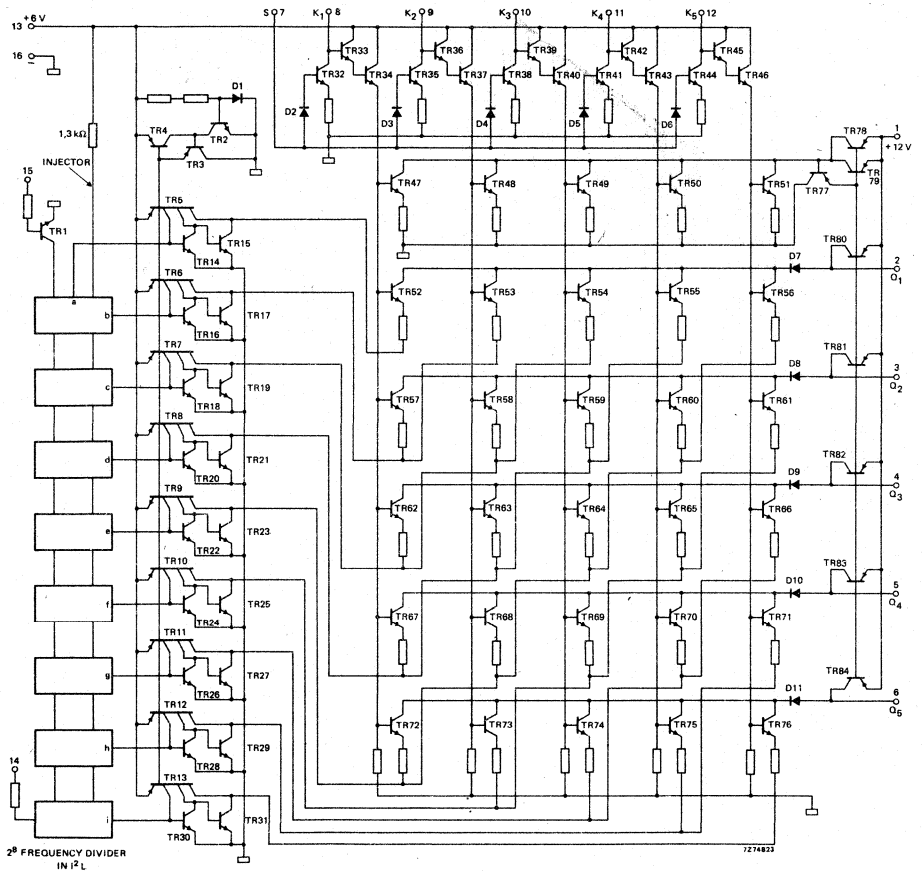 13 +6 V
S 7
K1 8
K2 9
K3 10
K4 11
K5 12
16
–
TR33
TR36
TR39
TR42
TR45
TR32
TR34
TR35
TR37
TR38
TR40
TR41
TR43
TR44
TR46
D1
D2
D3
D4
D5
D6
1,3 kΩ
TR4
TR2
TR3
INJECTOR
15
TR1
TR78
1
+12 V
TR79
TR77
TR47
TR48
TR49
TR50
TR51
TR5
TR15
TR14
TR80
D7
2
Q1
TR6
a
b
TR17
TR16
TR52
TR53
TR54
TR55
TR56
TR81
D8
3
Q2
TR7
c
TR19
TR18
TR57
TR58
TR59
TR60
TR61
TR8
d
TR21
TR20
TR82
D9
4
Q3
TR9
e
TR23
TR22
TR62
TR63
TR64
TR65
TR66
TR10
f
TR25
TR24
TR83
D10
5
Q4
TR67
TR68
TR69
TR70
TR71
TR11
g
TR27
TR26
TR84
D11
6
Q5
TR12
h
TR29
TR28
TR72
TR73
TR74
TR75
TR76
14
TR13
i
TR31
TR30
2⁸ FREQUENCY DIVIDER
IN I²L
7Z74823